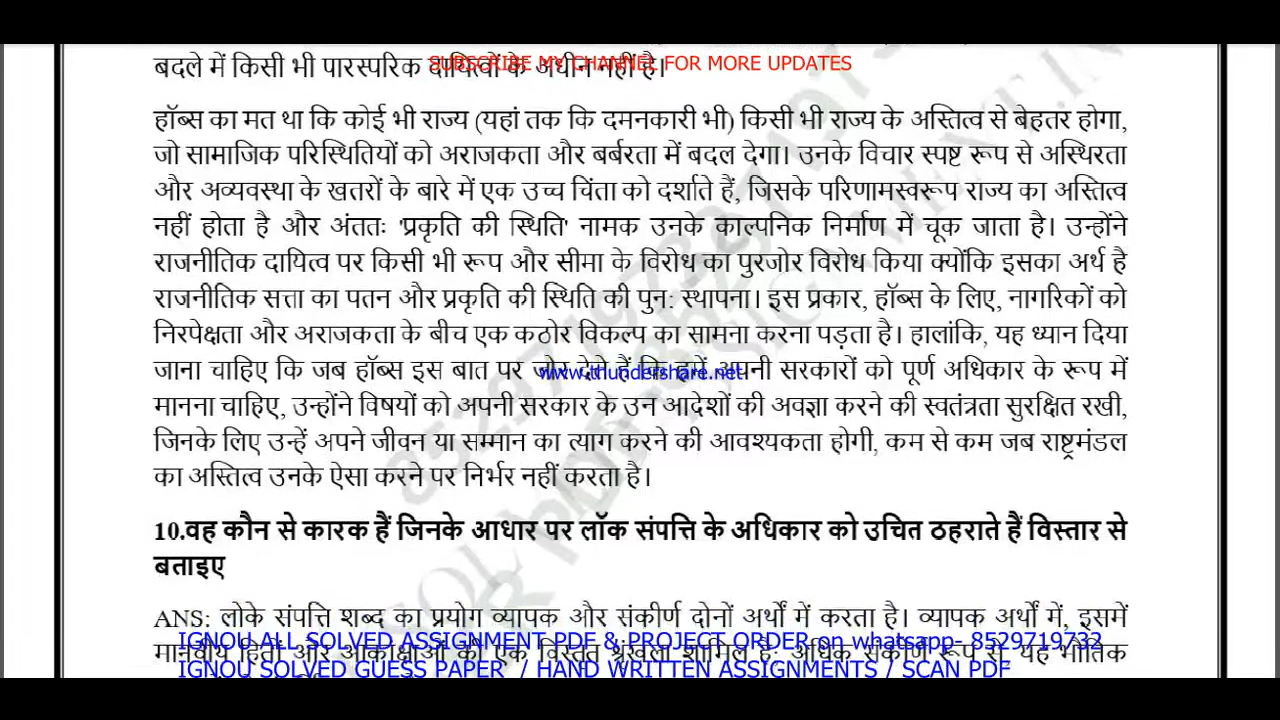 बदले में किसी भी पारस्परिक दायित्वों के अधीन नहीं है।
SUBSCRIBE MY CHANNEL FOR MORE UPDATES
हॉब्स का मत था कि कोई भी राज्य (यहां तक कि दमनकारी भी) किसी भी राज्य के अस्तित्व से बेहतर होगा,
जो सामाजिक परिस्थितियों को अराजकता और बर्बरता में बदल देगा। उनके विचार स्पष्ट रूप से अस्थिरता
और अव्यवस्था के खतरों के बारे में एक उच्च चिंता को दर्शाते हैं, जिसके परिणामस्वरूप राज्य का अस्तित्व
नहीं होता है और अंततः 'प्रकृति की स्थिति' नामक उनके काल्पनिक निर्माण में चूक जाता है। उन्होंने
राजनीतिक दायित्व पर किसी भी रूप और सीमा के विरोध का पुरजोर विरोध किया क्योंकि इसका अर्थ है
राजनीतिक सत्ता का पतन और प्रकृति की स्थिति की पुन: स्थापना। इस प्रकार, हॉब्स के लिए, नागरिकों को
निरपेक्षता और अराजकता के बीच एक कठोर विकल्प का सामना करना पड़ता है। हालांकि, यह ध्यान दिया
जाना चाहिए कि जब हॉब्स इस बात पर जोर देते हैं कि हमें अपनी सरकारों को पूर्ण अधिकार के रूप में
www.thundershare.net
मानना चाहिए, उन्होंने विषयों को अपनी सरकार के उन आदेशों की अवज्ञा करने की स्वतंत्रता सुरक्षित रखी,
जिनके लिए उन्हें अपने जीवन या सम्मान का त्याग करने की आवश्यकता होगी, कम से कम जब राष्ट्रमंडल
का अस्तित्व उनके ऐसा करने पर निर्भर नहीं करता है।
10.वह कौन से कारक हैं जिनके आधार पर लॉक संपत्ति के अधिकार को उचित ठहराते हैं विस्तार से
बताइए
ANS: लोके संपत्ति शब्द का प्रयोग व्यापक और संकीर्ण दोनों अर्थों में करता है। व्यापक अर्थों में, इसमें
IGNOU ALL SOLVED ASSIGNMENT PDF & PROJECT ORDER on whatsapp- 8529719732
मानवीय हितों और आकांक्षाओं की एक विस्तृत श्रृंखला शामिल है; अधिक संकीर्ण रूप से, यह भौतिक
IGNOU SOLVED GUESS PAPER / HAND WRITTEN ASSIGNMENTS / SCAN PDF